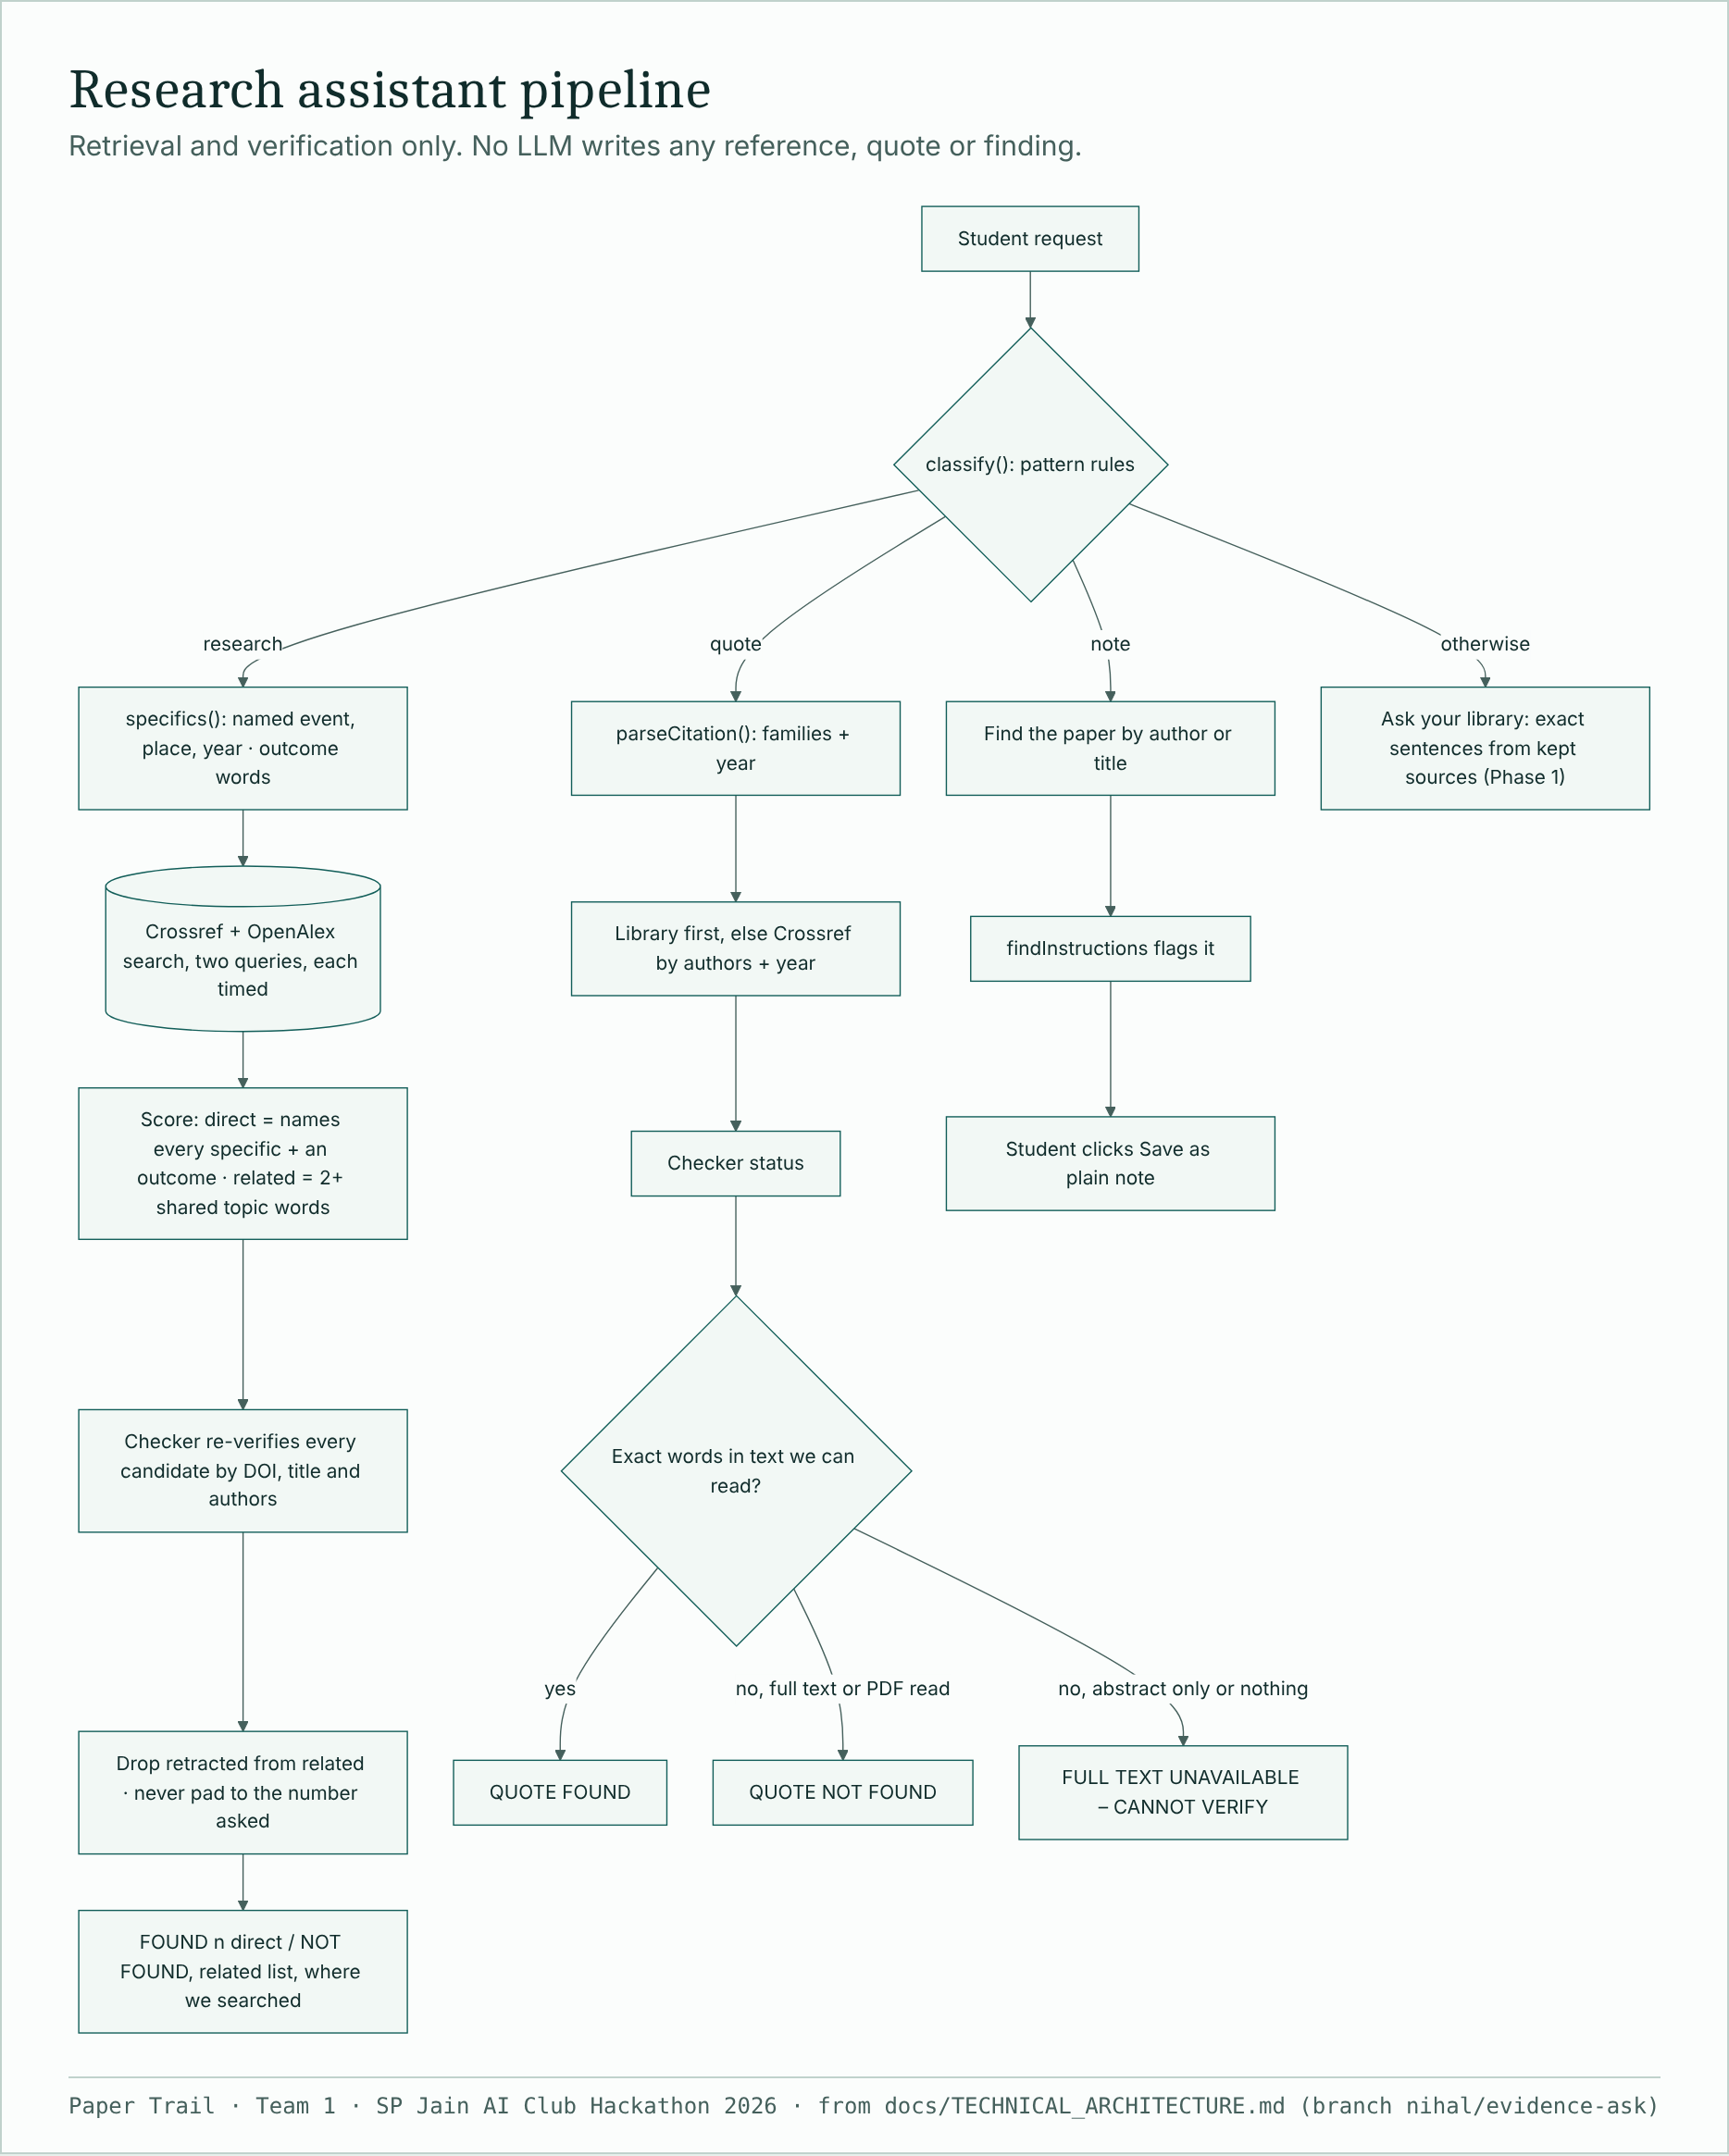 Research assistant pipeline
Retrieval and verification only. No LLM writes any reference, quote or finding.
Student request
classify(): pattern rules
research
quote
note
otherwise
specifics(): named event,
place, year · outcome
words
parseCitation(): families +
year
Find the paper by author or
title
Ask your library: exact
sentences from kept
sources (Phase 1)
Crossref + OpenAlex
search, two queries, each
timed
Library first, else Crossref
by authors + year
findInstructions flags it
Score: direct = names
every specific + an
outcome · related = 2+
shared topic words
Checker status
Student clicks Save as
plain note
Checker re-verifies every
candidate by DOI, title and
authors
Exact words in text we can
read?
yes
no, full text or PDF read
no, abstract only or nothing
Drop retracted from related
· never pad to the number
asked
QUOTE FOUND
QUOTE NOT FOUND
FULL TEXT UNAVAILABLE
– CANNOT VERIFY
FOUND n direct / NOT
FOUND, related list, where
we searched
Paper Trail · Team 1 · SP Jain AI Club Hackathon 2026 · from docs/TECHNICAL_ARCHITECTURE.md (branch nihal/evidence-ask)